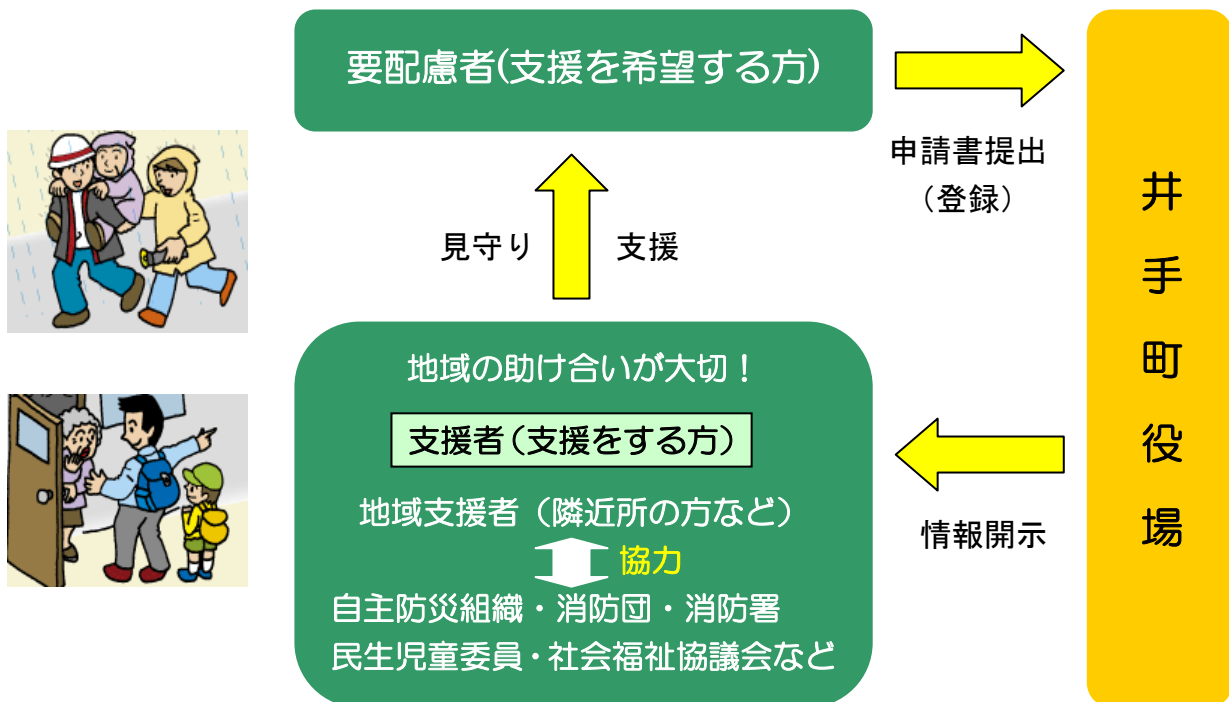 要配慮者(支援を希望する方)
申請書提出
（登録）
見守り
支援
井手町役場
地域の助け合いが大切！
支援者（支援をする方）
地域支援者（隣近所の方など）
協力
自主防災組織・消防団・消防署
民生児童委員・社会福祉協議会など
情報開示